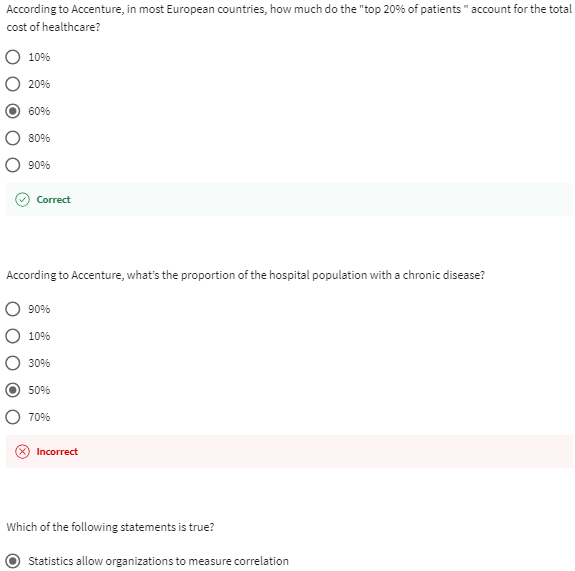 According to Accenture, in most European countries, how much do the "top 20% of patients " account for the total
cost of healthcare?
10%
20%
60%
80%
90%
Correct
According to Accenture, what's the proportion of the hospital population with a chronic disease?
90%
10%
30%
50%
70%
Incorrect
Which of the following statements is true?
Statistics allow organizations to measure correlation